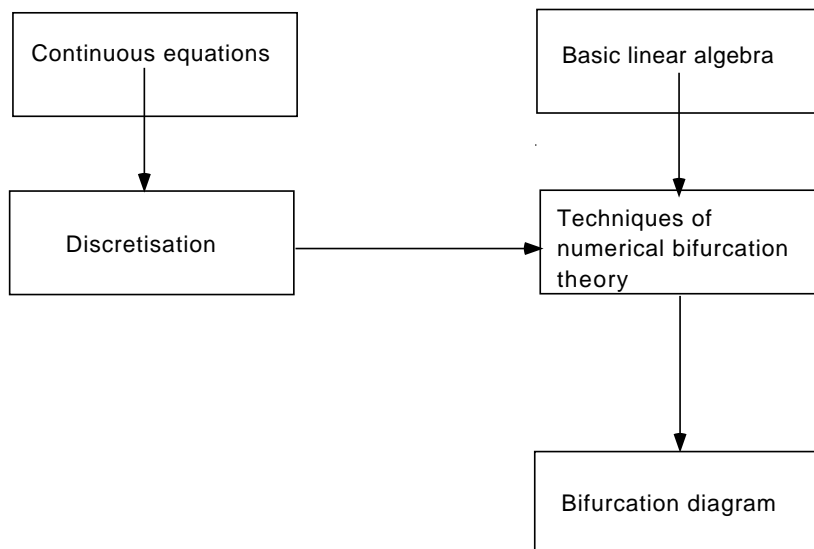 Continuous equations
Basic linear algebra
Discretisation
Techniques of
numerical bifurcation
theory
Bifurcation diagram